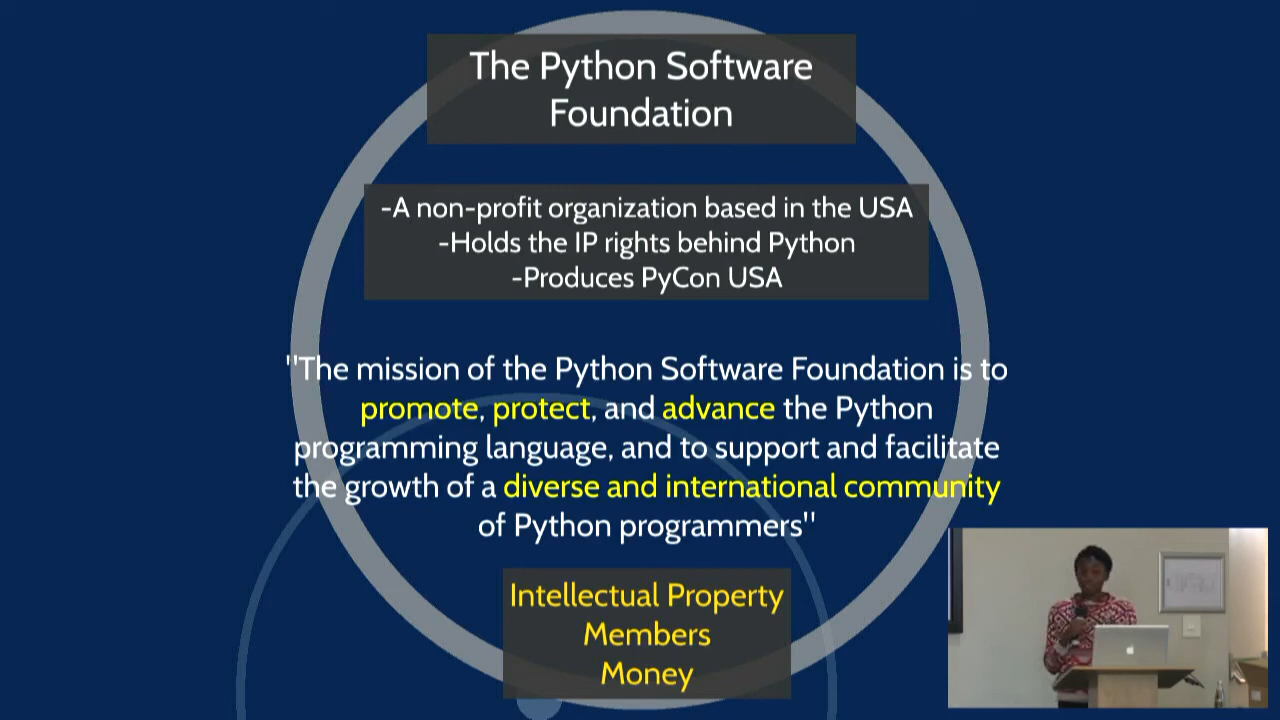 The Python Software
Foundation
-A non-profit organization based in the USA
-Holds the IP rights behind Python
-Produces PyCon USA
"The mission of the Python Software Foundation is to
promote, protect, and advance the Python
programming language, and to support and facilitate
the growth of a diverse and international community
of Python programmers"
Intellectual Property
Members
Money